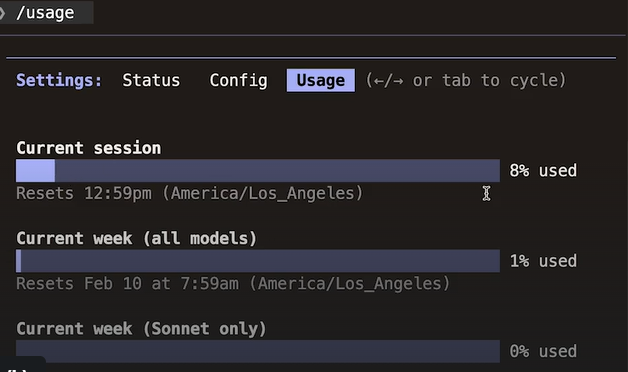 ❯ /usage
Settings: Status Config Usage (←/→ or tab to cycle)
Current session
8% used
Resets 12:59pm (America/Los_Angeles)
Current week (all models)
1% used
Resets Feb 10 at 7:59am (America/Los_Angeles)
Current week (Sonnet only)
0% used